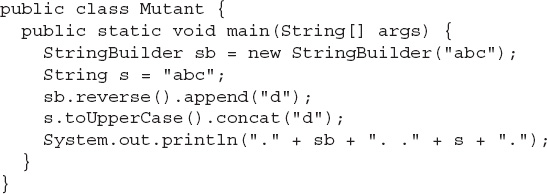 public class Mutant {
  public static void main(String[] args) {
    StringBuilder sb = new StringBuilder("abc");
    String s = "abc";
    sb.reverse().append("d");
    s.toUpperCase().concat("d");
    System.out.println("." + sb + ". ." + s + ".");
  }
}